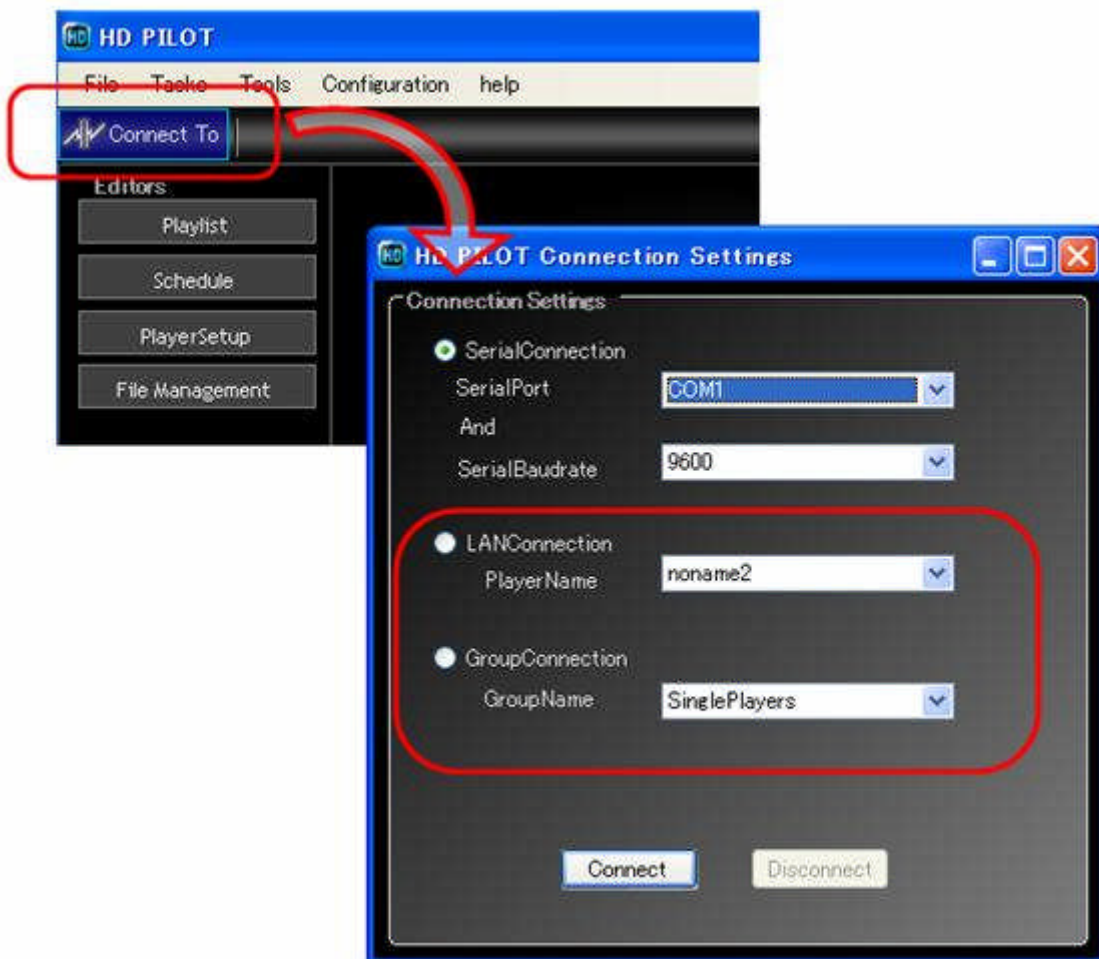 HD PILOT
File Tasks Tools Configuration help
Connect To
Editors
Playlist
Schedule
PlayerSetup
File Management
HD PILOT Connection Settings
Connection Settings
SerialConnection
SerialPort COM1
And
SerialBaudrate 9600
LANConnection
PlayerName noname2
GroupConnection
GroupName SinglePlayers
Connect Disconnect